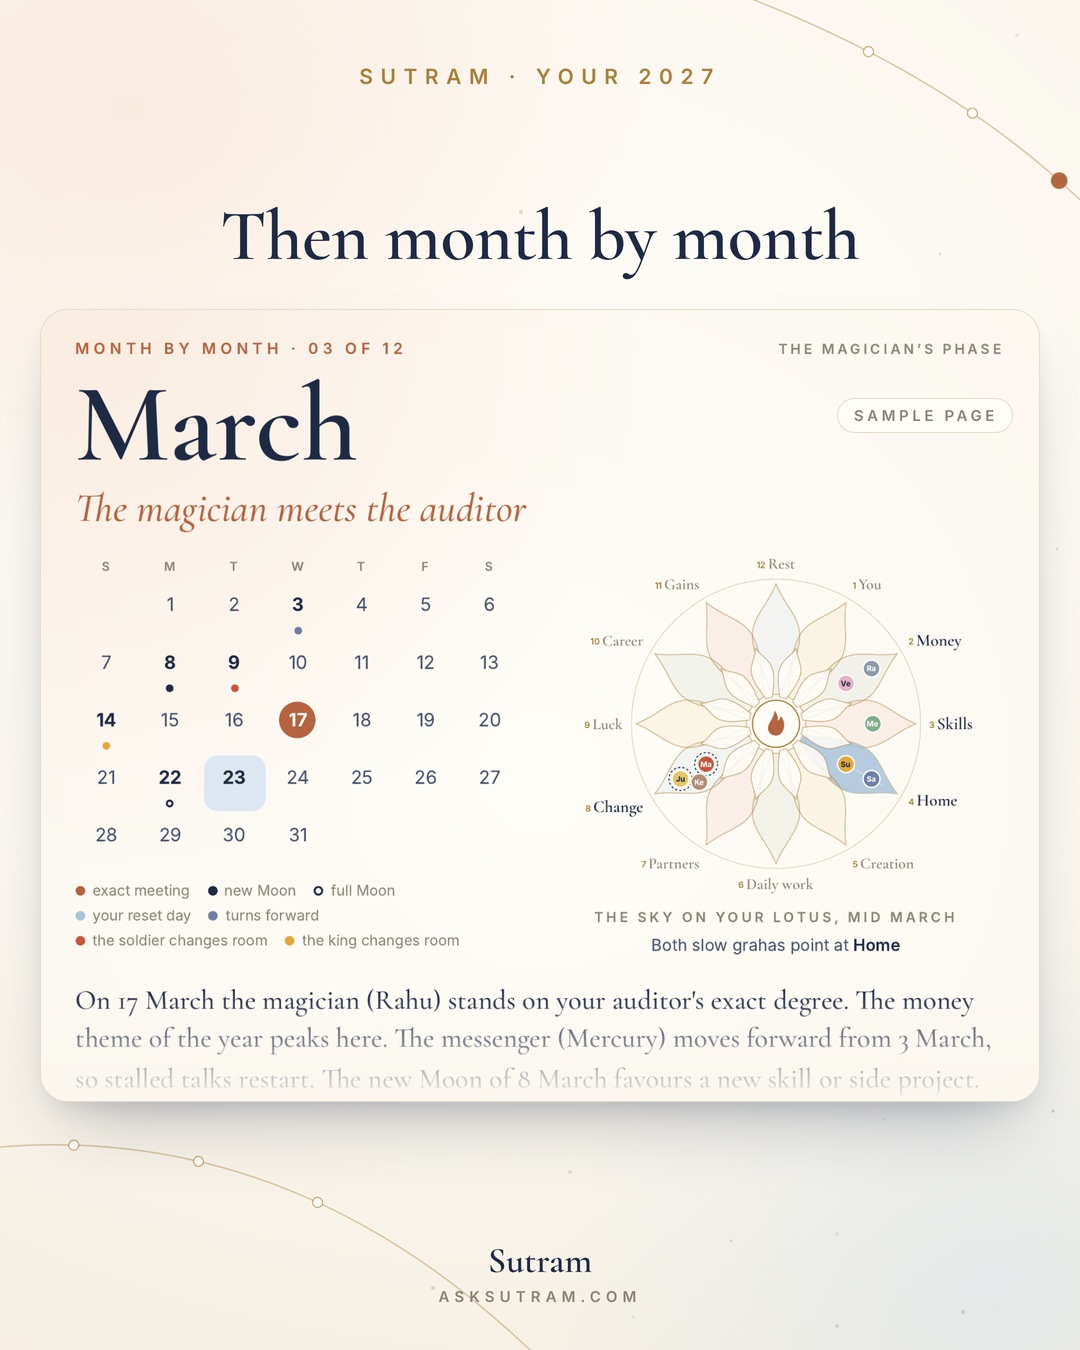 SUTRAM · YOUR 2027
Then month by month
MONTH BY MONTH · 03 OF 12
THE MAGICIAN'S PHASE
March
SAMPLE PAGE
The magician meets the auditor
S M T W T F S
1 2 3 4 5 6
7 8 9 10 11 12 13
14 15 16 17 18 19 20
21 22 23 24 25 26 27
28 29 30 31
exact meeting new Moon full Moon
your reset day turns forward
the soldier changes room the king changes room
12 Rest
11 Gains
1 You
10 Career
2 Money
Ra
Ve
9 Luck
Me
3 Skills
Ma
Ju
Ke
Su
Sa
8 Change
4 Home
7 Partners
5 Creation
6 Daily work
THE SKY ON YOUR LOTUS, MID MARCH
Both slow grahas point at Home
On 17 March the magician (Rahu) stands on your auditor's exact degree. The money
theme of the year peaks here. The messenger (Mercury) moves forward from 3 March,
so stalled talks restart. The new Moon of 8 March favours a new skill or side project.
Sutram
ASKSUTRAM.COM